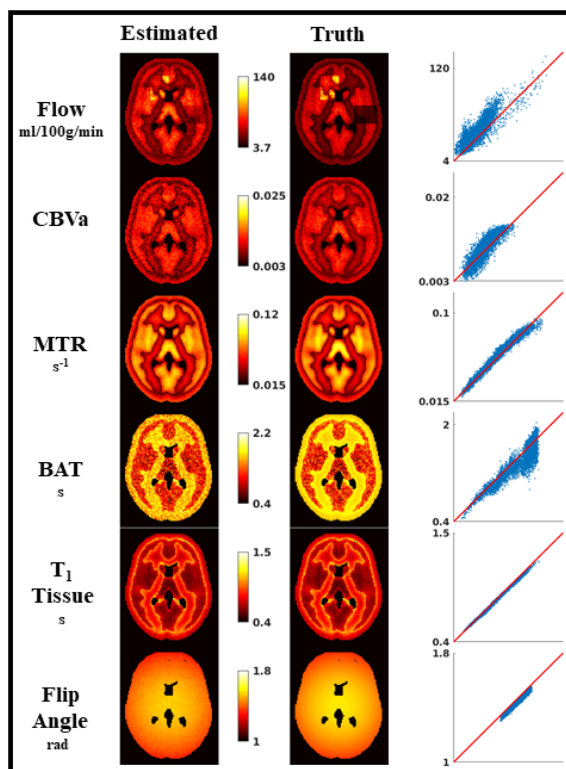 Estimated Truth
Flow
ml/100g/min
140
3.7
120
4
CBVa
0.025
0.003
0.02
0.003
MTR
s-1
0.12
0.015
0.1
0.015
BAT
s
2.2
0.4
2
0.4
T1
Tissue
s
1.5
0.4
1.5
0.4
Flip
Angle
rad
1.8
1
1.8
1